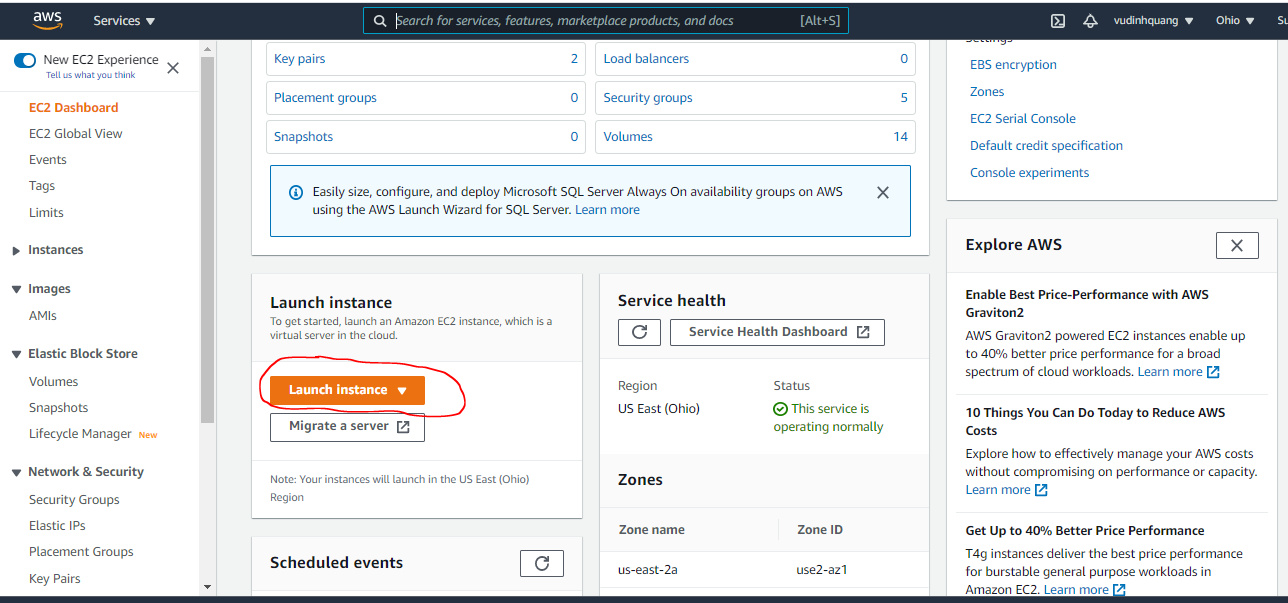 aws
Services
Search for services, features, marketplace products, and docs
[Alt+S]
vudinhquang
Ohio
Su
New EC2 Experience
Tell us what you think
EC2 Dashboard
EC2 Global View
Events
Tags
Limits
Instances
Images
AMIs
Elastic Block Store
Volumes
Snapshots
Lifecycle Manager New
Network & Security
Security Groups
Elastic IPs
Placement Groups
Key Pairs
Key pairs 2
Load balancers 0
Placement groups 0
Security groups 5
Snapshots 0
Volumes 14
Easily size, configure, and deploy Microsoft SQL Server Always On availability groups on AWS
using the AWS Launch Wizard for SQL Server. Learn more
Launch instance
To get started, launch an Amazon EC2 instance, which is a
virtual server in the cloud.
Launch instance
Migrate a server
Note: Your instances will launch in the US East (Ohio)
Region
Scheduled events
Service health
Service Health Dashboard
Region
US East (Ohio)
Status
This service is
operating normally
Zones
Zone name
Zone ID
us-east-2a
use2-az1
Settings
EBS encryption
Zones
EC2 Serial Console
Default credit specification
Console experiments
Explore AWS
Enable Best Price-Performance with AWS
Graviton2
AWS Graviton2 powered EC2 instances enable up
to 40% better price performance for a broad
spectrum of cloud workloads. Learn more
10 Things You Can Do Today to Reduce AWS
Costs
Explore how to effectively manage your AWS costs
without compromising on performance or capacity.
Learn more
Get Up to 40% Better Price Performance
T4g instances deliver the best price performance
for burstable general purpose workloads in
Amazon EC2. Learn more